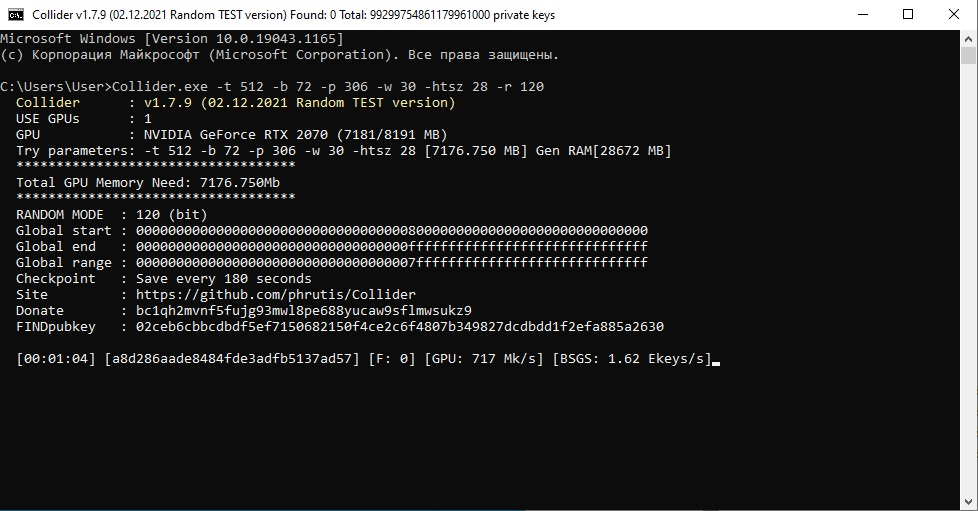 Collider v1.7.9 (02.12.2021 Random TEST version) Found: 0 Total: 99299754861179961000 private keys
Microsoft Windows [Version 10.0.19043.1165]
(c) Корпорация Майкрософт (Microsoft Corporation). Все права защищены.
C:\Users\User>Collider.exe -t 512 -b 72 -p 306 -w 30 -htsz 28 -r 120
Collider : v1.7.9 (02.12.2021 Random TEST version)
USE GPUs : 1
GPU : NVIDIA GeForce RTX 2070 (7181/8191 MB)
Try parameters: -t 512 -b 72 -p 306 -w 30 -htsz 28 [7176.750 MB] Gen RAM[28672 MB]
***********************************
Total GPU Memory Need: 7176.750Mb
***********************************
RANDOM MODE : 120 (bit)
Global start : 0000000000000000000000000000000000800000000000000000000000000000
Global end : 0000000000000000000000000000000000ffffffffffffffffffffffffffffff
Global range : 00000000000000000000000000000000007fffffffffffffffffffffffffffff
Checkpoint : Save every 180 seconds
Site : https://github.com/phrutis/Collider
Donate : bc1qh2mvnf5fujg93mwl8pe688yucaw9sflmwsukz9
FINDpubkey : 02ceb6cbbcdbdf5ef7150682150f4ce2c6f4807b349827dcdbdd1f2efa885a2630
[00:01:04] [a8d286aade8484fde3adfb5137ad57] [F: 0] [GPU: 717 Mk/s] [BSGS: 1.62 Ekeys/s]